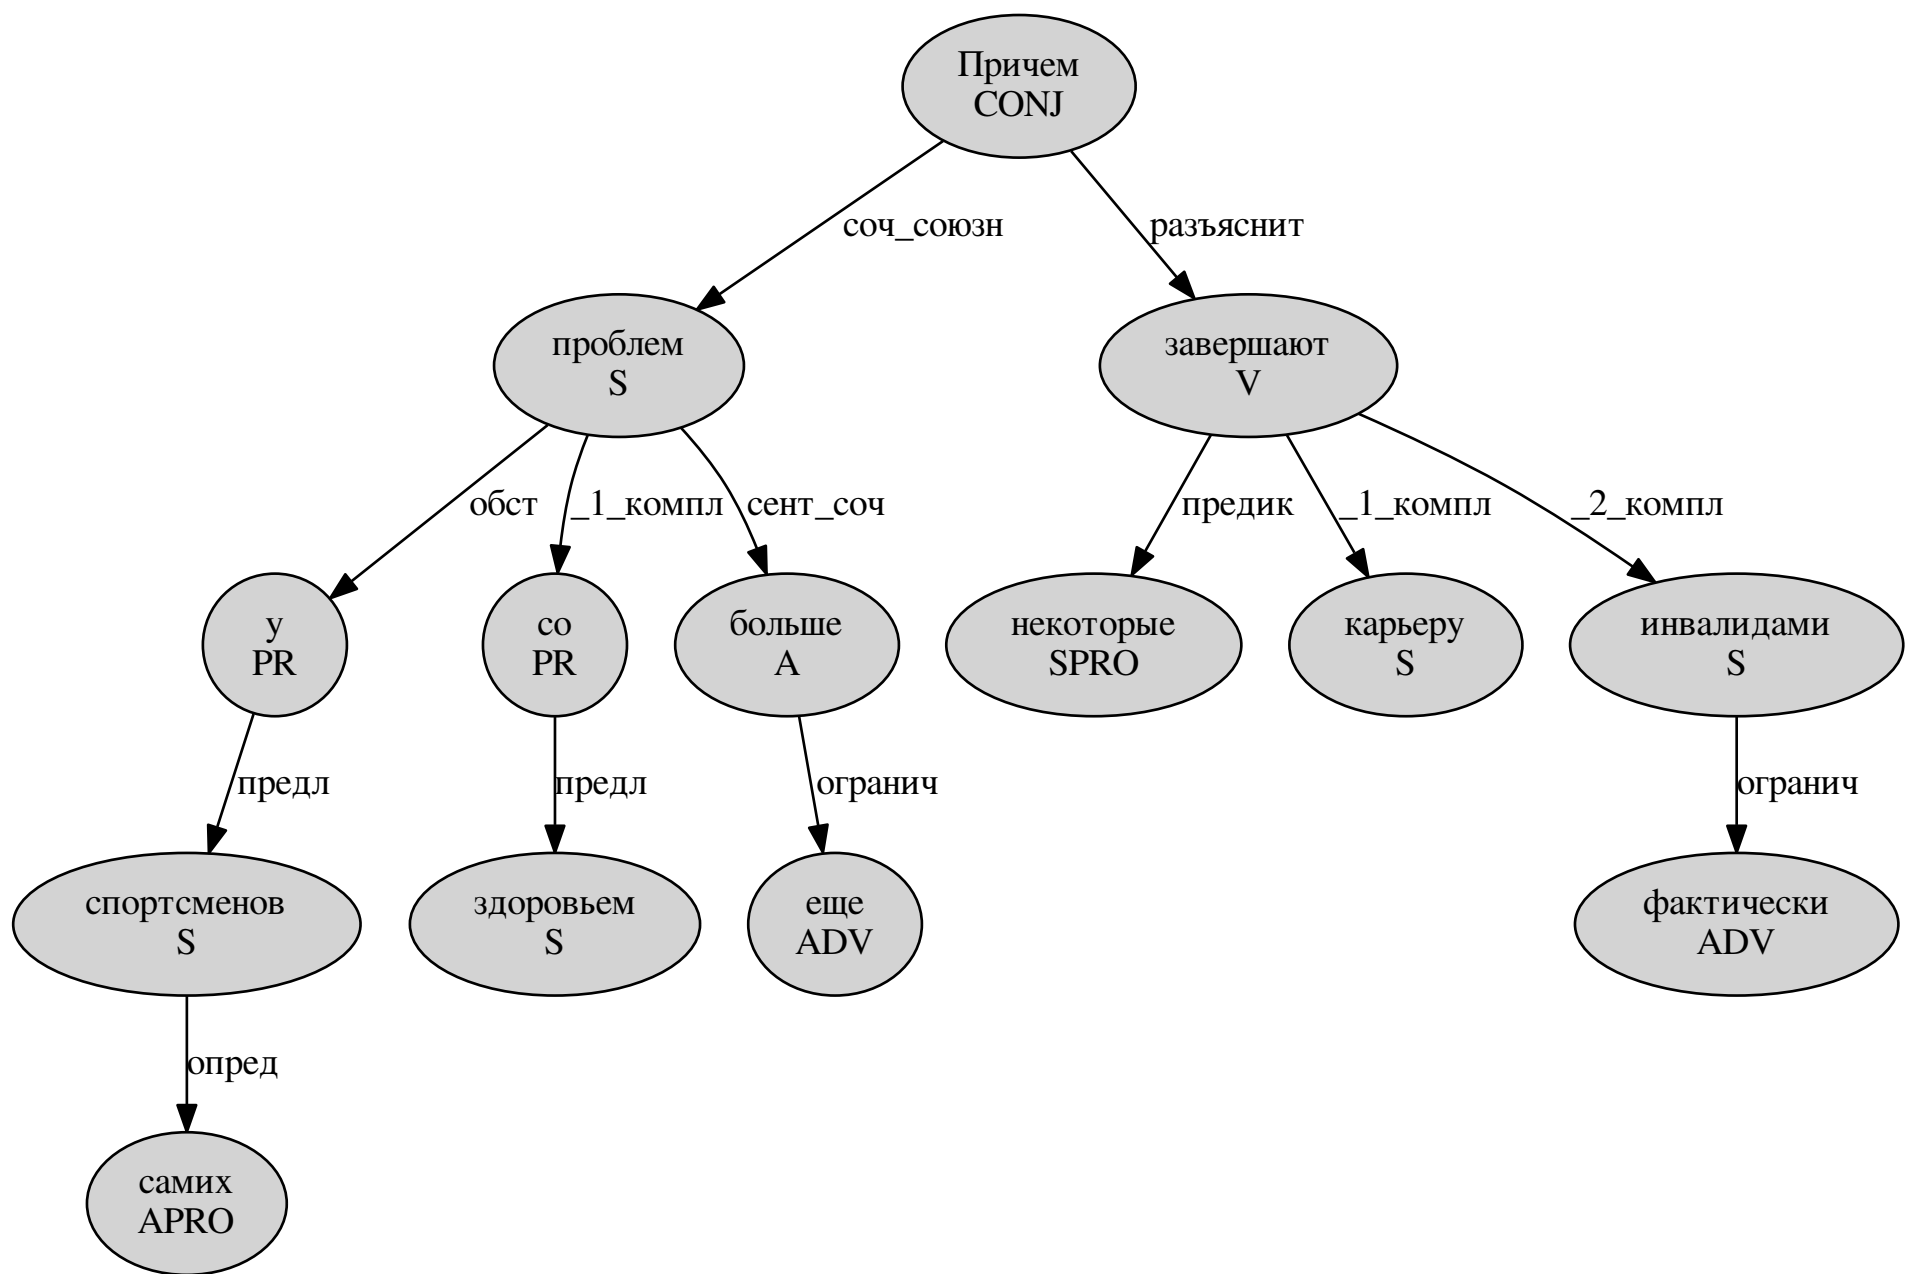 Причем
CONJ
соч_союзн
разъяснит
проблем
S
завершают
V
обст
_1_компл
сент_соч
предик
_1_компл
_2_компл
у
PR
со
PR
больше
A
некоторые
SPRO
карьеру
S
инвалидами
S
предл
предл
огранич
огранич
спортсменов
S
здоровьем
S
еще
ADV
фактически
ADV
опред
самих
APRO